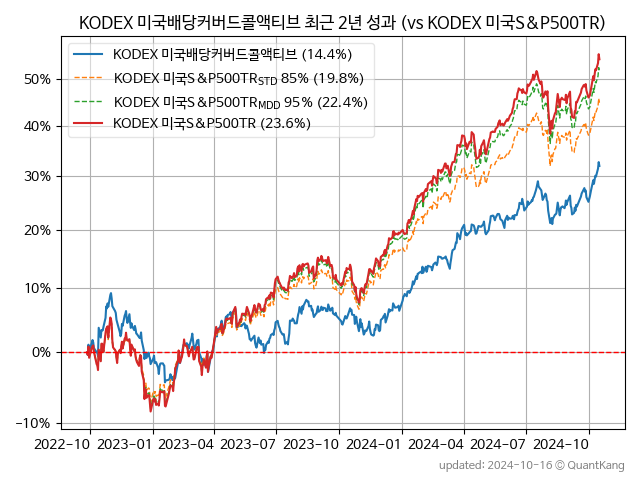 KODEX 미국배당커버드콜액티브 최근 2년 성과 (vs KODEX 미국S&P500TR)
KODEX 미국배당커버드콜액티브 (14.4%)
KODEX 미국S&P500TR_STD 85% (19.8%)
KODEX 미국S&P500TR_MDD 95% (22.4%)
KODEX 미국S&P500TR (23.6%)
50%
40%
30%
20%
10%
0%
-10%
2022-10 2023-01 2023-04 2023-07 2023-10 2024-01 2024-04 2024-07 2024-10
updated: 2024-10-16 © QuantKang